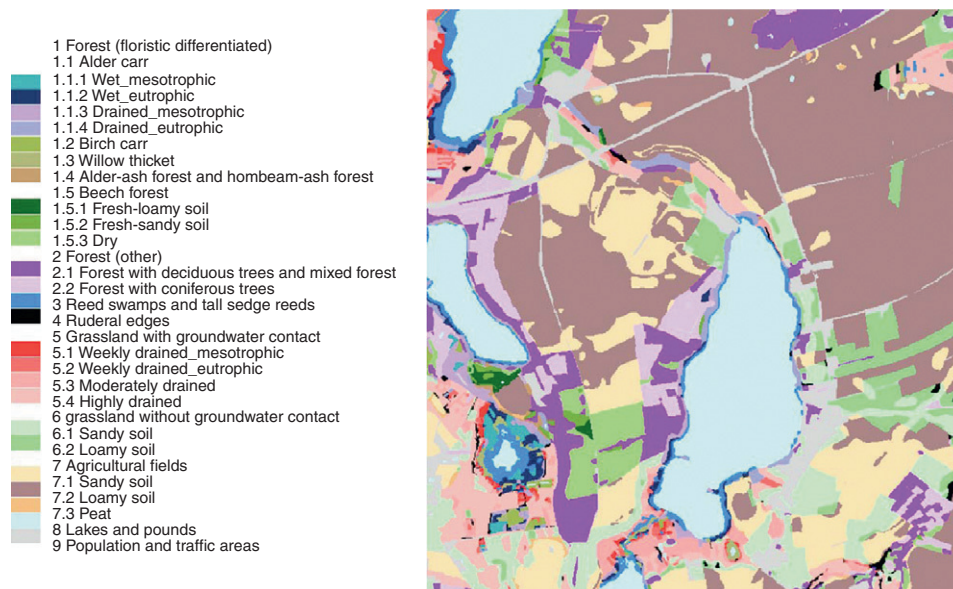 1 Forest (floristic differentiated)
1.1 Alder carr
1.1.1 Wet_mesotrophic
1.1.2 Wet_eutrophic
1.1.3 Drained_mesotrophic
1.1.4 Drained_eutrophic
1.2 Birch carr
1.3 Willow thicket
1.4 Alder-ash forest and hombeam-ash forest
1.5 Beech forest
1.5.1 Fresh-loamy soil
1.5.2 Fresh-sandy soil
1.5.3 Dry
2 Forest (other)
2.1 Forest with deciduous trees and mixed forest
2.2 Forest with coniferous trees
3 Reed swamps and tall sedge reeds
4 Ruderal edges
5 Grassland with groundwater contact
5.1 Weekly drained_mesotrophic
5.2 Weekly drained_eutrophic
5.3 Moderately drained
5.4 Highly drained
6 grassland without groundwater contact
6.1 Sandy soil
6.2 Loamy soil
7 Agricultural fields
7.1 Sandy soil
7.2 Loamy soil
7.3 Peat
8 Lakes and pounds
9 Population and traffic areas